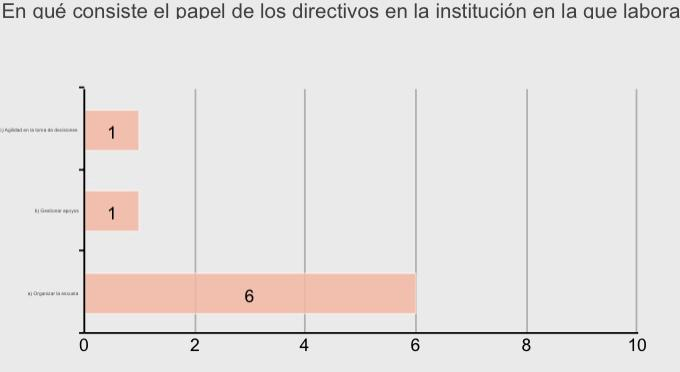 En qué consiste el papel de los directivos en la institución en la que labora
c) Agilidad en la toma de decisiones
1
b) Gestionar apoyos
1
a) Organizar la escuela
6
0 2 4 6 8 10